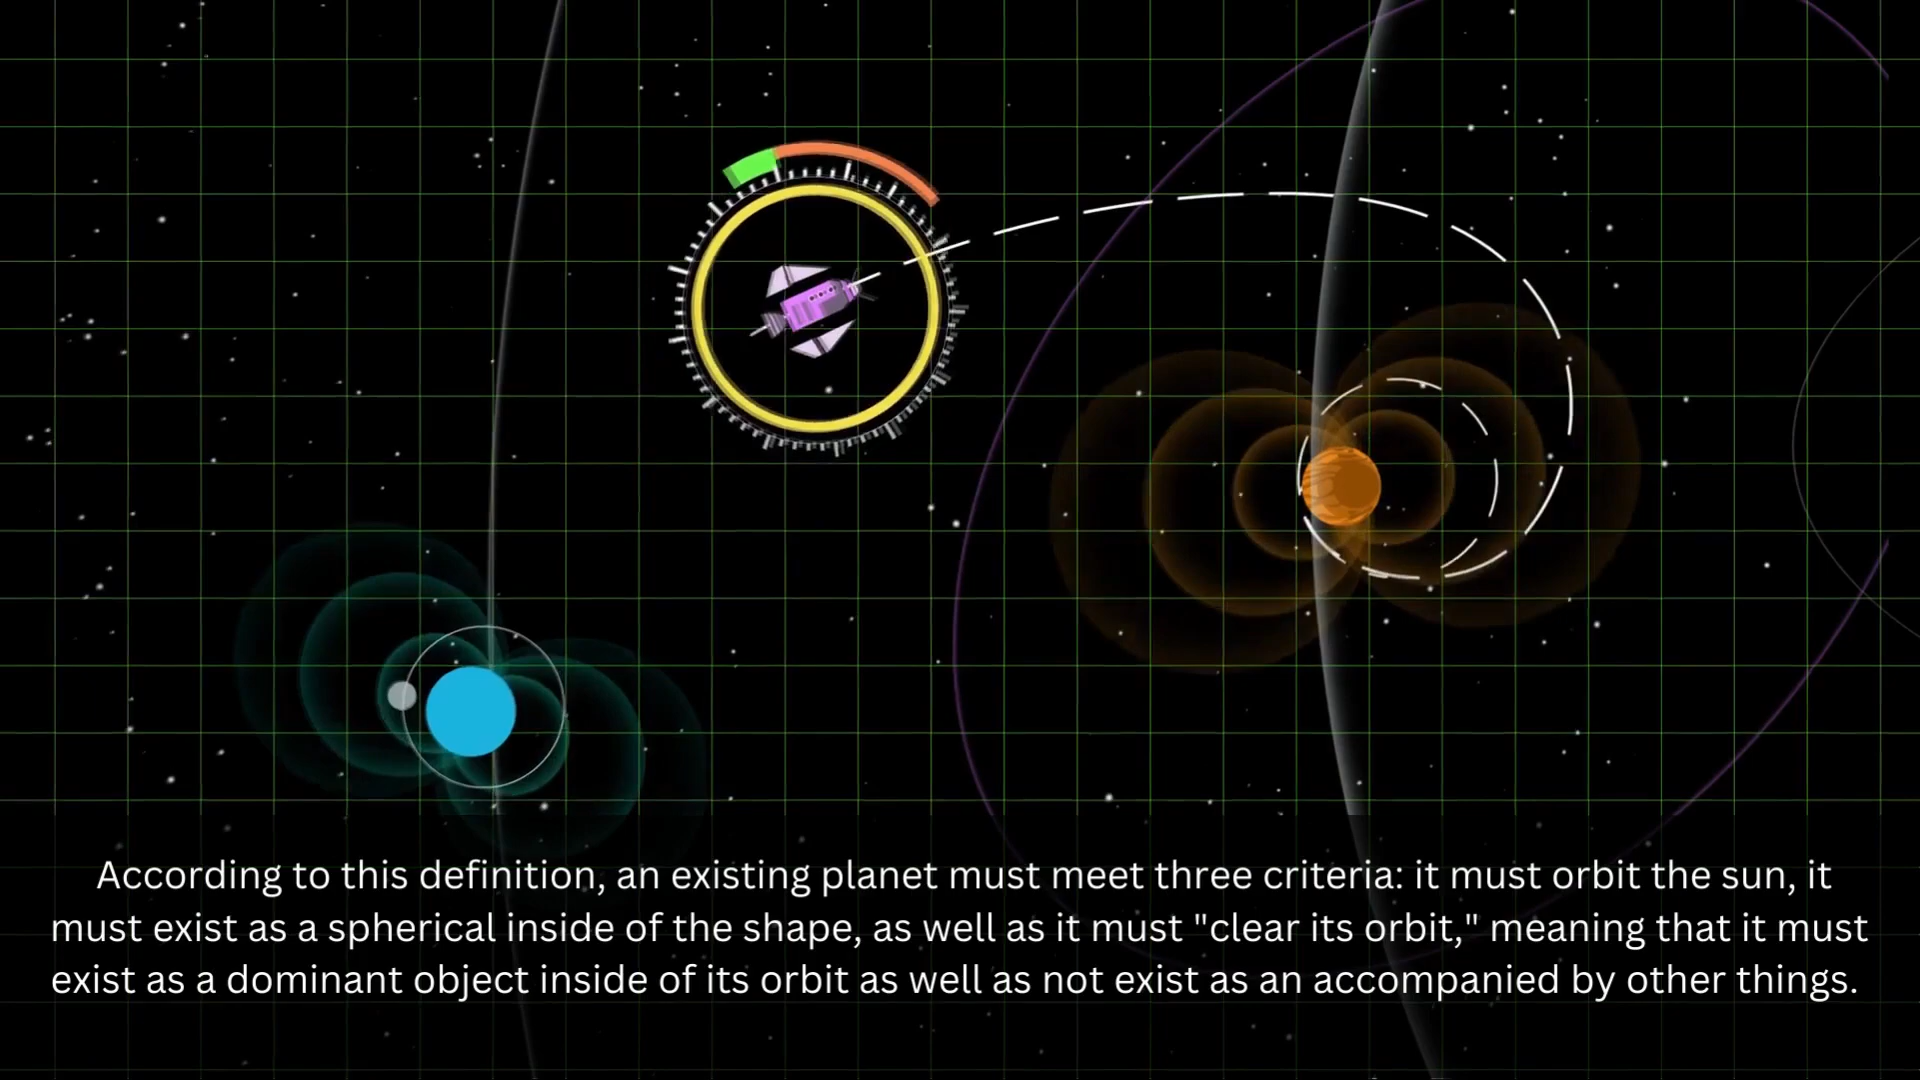 According to this definition, an existing planet must meet three criteria: it must orbit the sun, it
must exist as a spherical inside of the shape, as well as it must "clear its orbit," meaning that it must
exist as a dominant object inside of its orbit as well as not exist as an accompanied by other things.